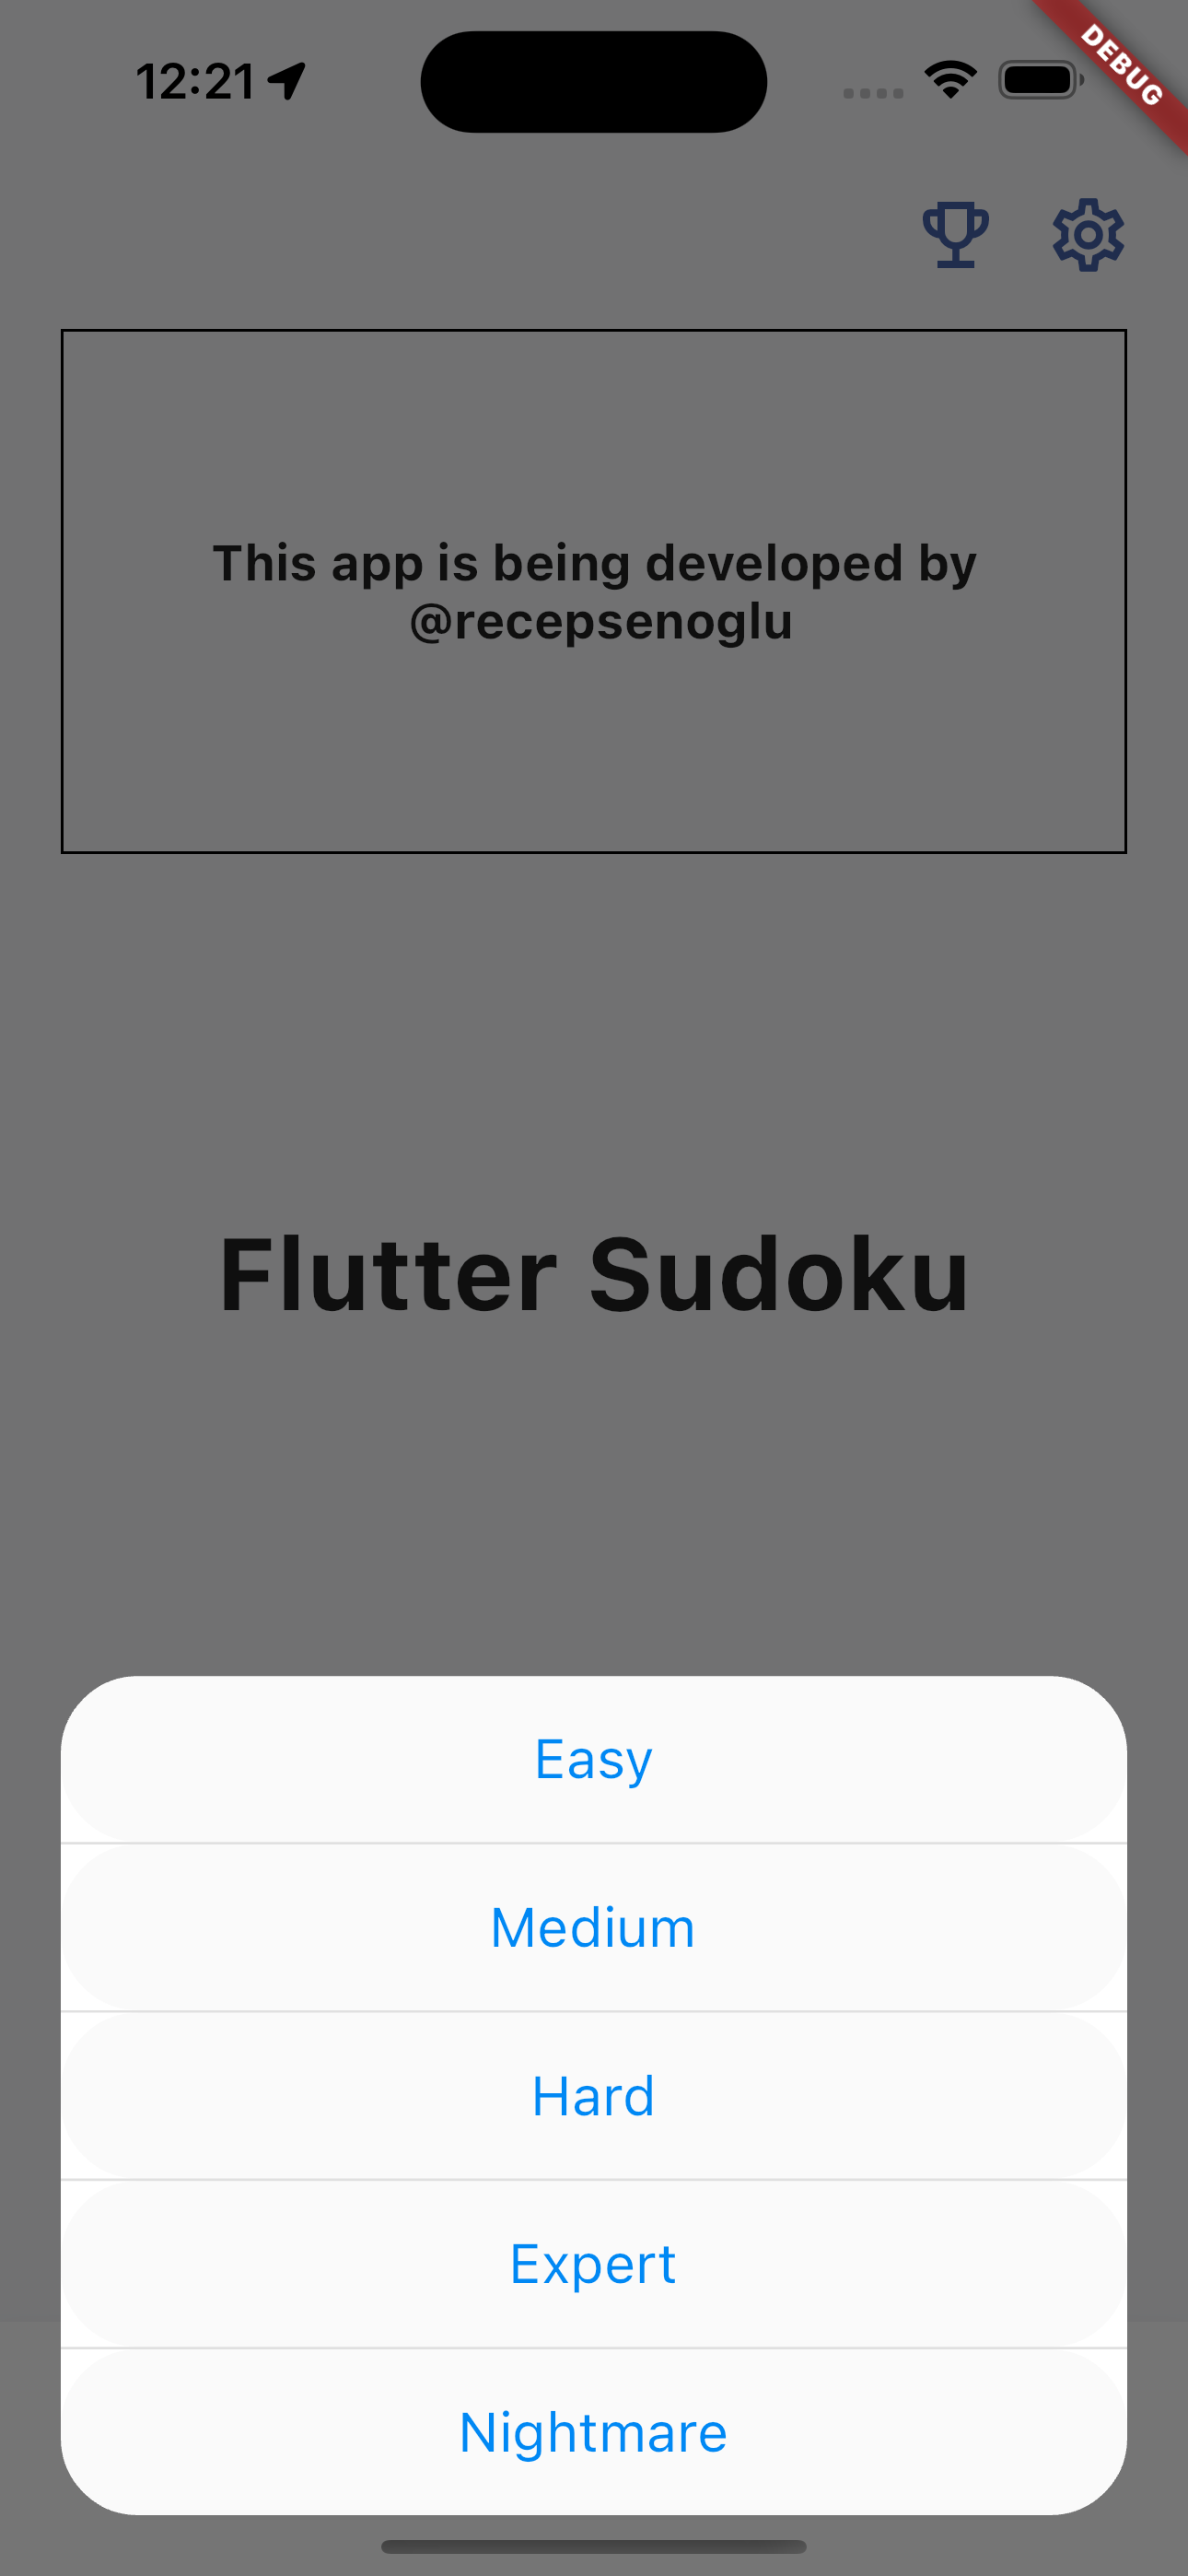 12:21
DEBUG
This app is being developed by
@recepsenoglu
Flutter Sudoku
Easy
Medium
Hard
Expert
Nightmare